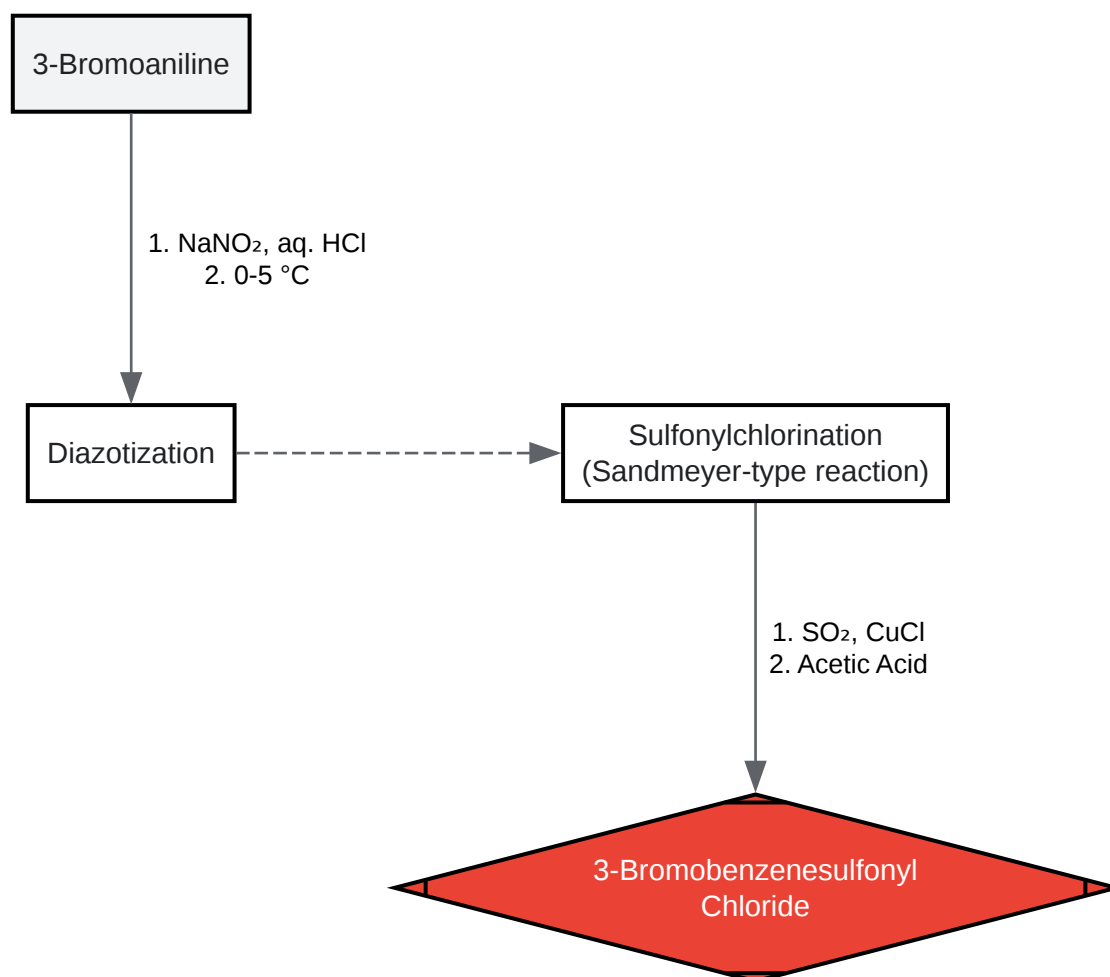 3-Bromoaniline
1. NaNO₂, aq. HCl
2. 0-5 °C
Diazotization
Sulfonylchlorination
(Sandmeyer-type reaction)
1. SO₂, CuCl
2. Acetic Acid
3-Bromobenzenesulfonyl
Chloride